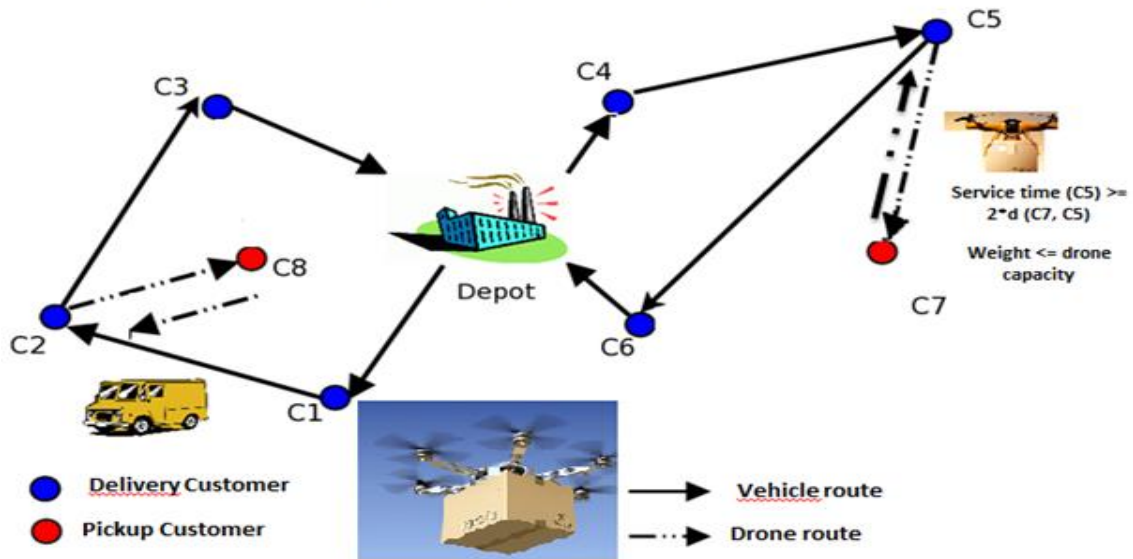 C5
C4
C3
Service time (C5) >=
2*d (C7, C5)
Weight <= drone
capacity
C8
Depot
C7
C2
C6
C1
Delivery Customer
Vehicle route
Pickup Customer
Drone route